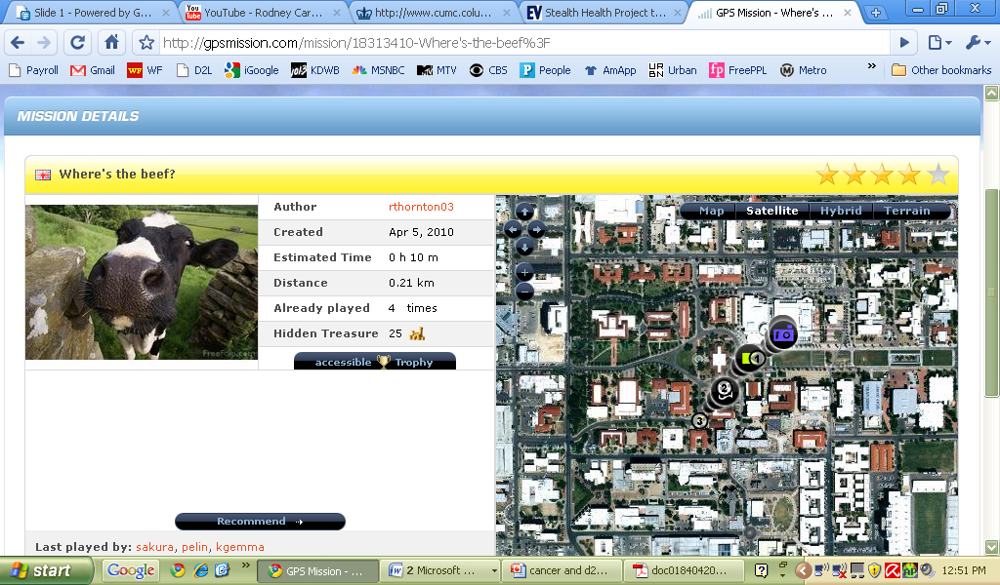 Slide 1 - Powered by G... YouTube - Rodney Car... http://www.cumc.colu... EV Stealth Health Project t... GPS Mission - Where's ...
http://gpsmission.com/mission/18313410-Where's-the-beef%3F
Payroll Gmail WF WF D2L iGoogle KDWB MSNBC MTV CBS People AmApp Urban FreePPL Metro » Other bookmarks
MISSION DETAILS
Where's the beef?
Author rthornton03
Created Apr 5, 2010
Estimated Time 0 h 10 m
Distance 0.21 km
Already played 4 times
Hidden Treasure 25
accessible Trophy
FreeFoto.com
Map Satellite Hybrid Terrain
1
2
3
Recommend
Last played by: sakura, pelin, kgemma
start Google » GPS Mission - ... 2 Microsoft ... cancer and d2... doc01840420... 12:51 PM